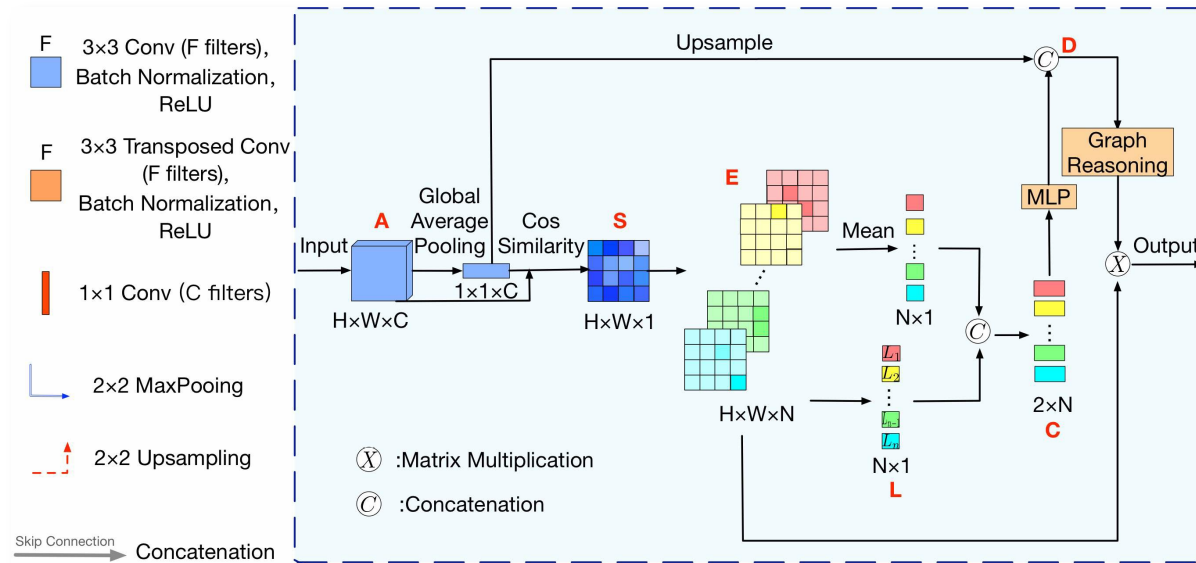 F
3×3 Conv (F filters),
Batch Normalization,
ReLU
F
3×3 Transposed Conv
(F filters),
Batch Normalization,
ReLU
1×1 Conv (C filters)
2×2 MaxPooing
2×2 Upsampling
Skip Connection
Concatenation
Upsample
C
D
Graph
Reasoning
MLP
E
A
Global
Average
Pooling
Cos
Similarity
S
Mean
Input
1×1×C
H×W×C
H×W×1
N×1
X
Output
C
L₁
L₂
Lₙ₋₁
Lₙ
H×W×N
2×N
C
N×1
L
X :Matrix Multiplication
C :Concatenation